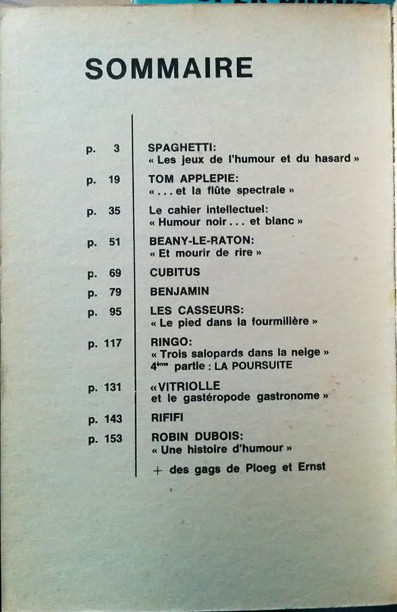 SOMMAIRE
p. 3 SPAGHETTI:
« Les jeux de l'humour et du hasard »
p. 19 TOM APPLEPIE:
« ... et la flûte spectrale »
p. 35 Le cahier intellectuel:
« Humour noir ... et blanc »
p. 51 BEANY-LE-RATON:
« Et mourir de rire »
p. 69 CUBITUS
p. 79 BENJAMIN
p. 95 LES CASSEURS:
« Le pied dans la fourmilière »
p. 117 RINGO:
« Trois salopards dans la neige »
4ème partie : LA POURSUITE
p. 131 «VITRIOLLE
et le gastéropode gastronome »
p. 143 RIFIFI
p. 153 ROBIN DUBOIS:
« Une histoire d'humour »
+ des gags de Ploeg et Ernst